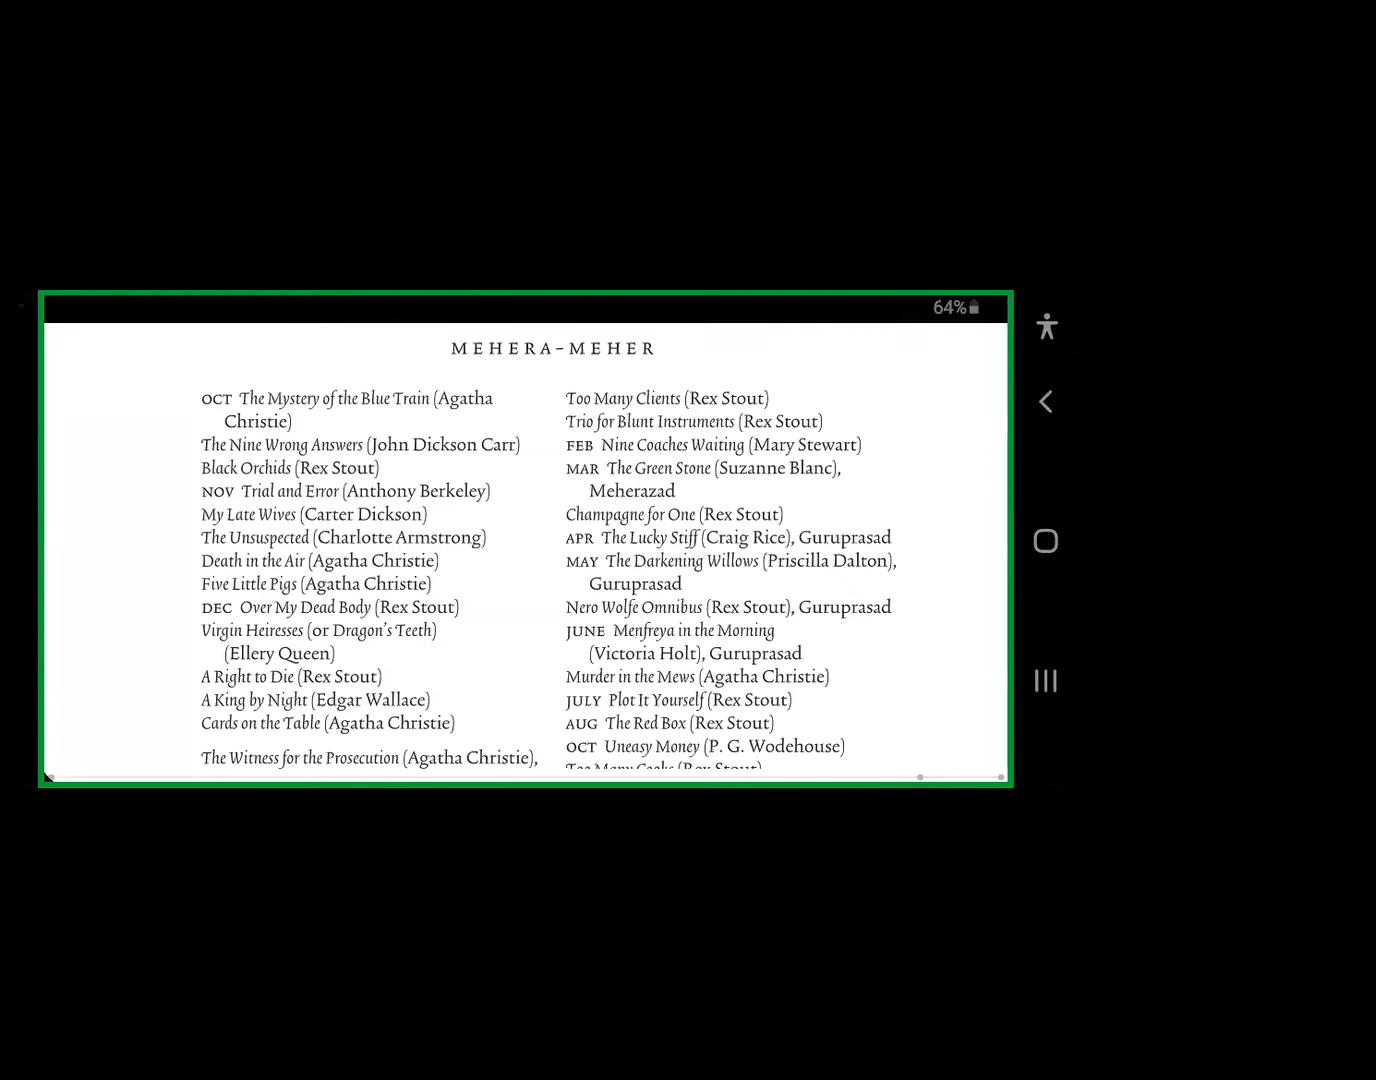 64%
MEHERA-MEHER
OCT The Mystery of the Blue Train (Agatha
Christie)
The Nine Wrong Answers (John Dickson Carr)
Black Orchids (Rex Stout)
NOV Trial and Error (Anthony Berkeley)
My Late Wives (Carter Dickson)
The Unsuspected (Charlotte Armstrong)
Death in the Air (Agatha Christie)
Five Little Pigs (Agatha Christie)
DEC Over My Dead Body (Rex Stout)
Virgin Heiresses (or Dragon's Teeth)
(Ellery Queen)
A Right to Die (Rex Stout)
A King by Night (Edgar Wallace)
Cards on the Table (Agatha Christie)
The Witness for the Prosecution (Agatha Christie),
Too Many Clients (Rex Stout)
Trio for Blunt Instruments (Rex Stout)
FEB Nine Coaches Waiting (Mary Stewart)
MAR The Green Stone (Suzanne Blanc),
Meherazad
Champagne for One (Rex Stout)
APR The Lucky Stiff (Craig Rice), Guruprasad
MAY The Darkening Willows (Priscilla Dalton),
Guruprasad
Nero Wolfe Omnibus (Rex Stout), Guruprasad
JUNE Menfreya in the Morning
(Victoria Holt), Guruprasad
Murder in the Mews (Agatha Christie)
JULY Plot It Yourself (Rex Stout)
AUG The Red Box (Rex Stout)
OCT Uneasy Money (P. G. Wodehouse)
Too Many Cooks (Rex Stout)